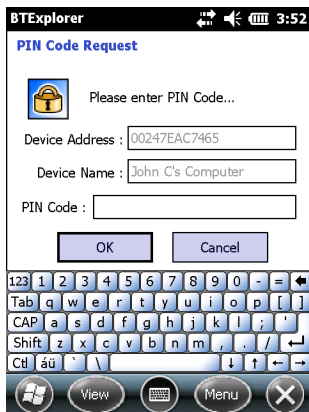 BTExplorer 3:52
PIN Code Request
Please enter PIN Code...
Device Address : 00247EAC7465
Device Name : John C's Computer
PIN Code :
OK Cancel
123 1 2 3 4 5 6 7 8 9 0 - =
Tab q w e r t y u i o p [ ]
CAP a s d f g h j k l ; '
Shift z x c v b n m , . /
Ctl áü ` \
View Menu